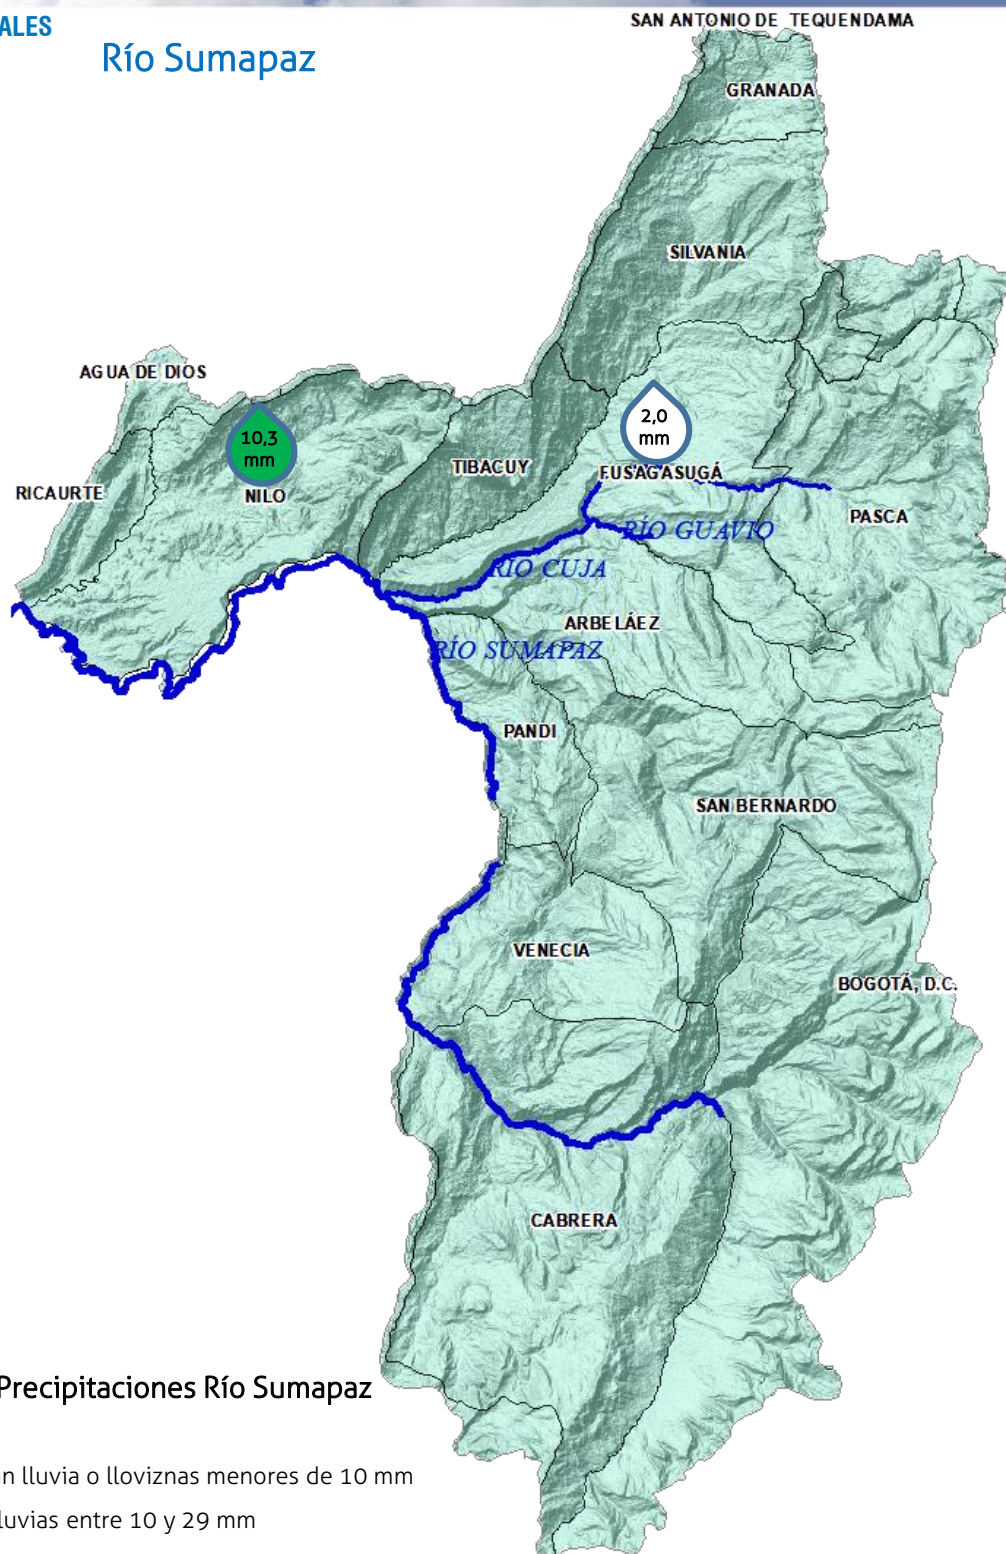 ALES
Río Sumapaz
SAN ANTONIO DE TEQUENDAMA
GRANADA
SILVANIA
AGUA DE DIOS
10,3
mm
2,0
mm
TIBACUY
FUSAGASUGÁ
RICAURTE
NILO
PASCA
RÍO GUAVIO
RÍO CUJA
ARBELÁEZ
RÍO SUMAPAZ
PANDI
SAN BERNARDO
VENECIA
BOGOTÁ, D.C.
CABRERA
Precipitaciones Río Sumapaz
n lluvia o lloviznas menores de 10 mm
luvias entre 10 y 29 mm